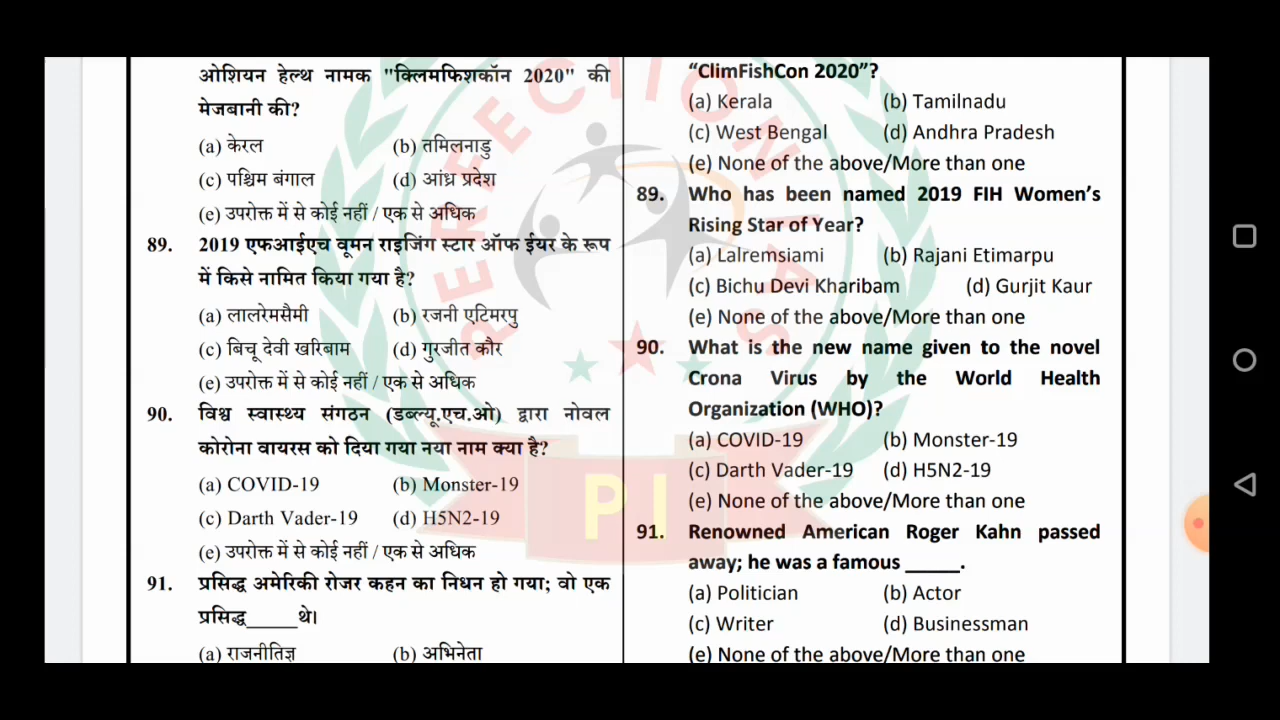 ओशियन हेल्थ नामक "क्लिमफिशकॉन 2020" की
मेजबानी की?
(a) केरल (b) तमिलनाडु
(c) पश्चिम बंगाल (d) आंध्र प्रदेश
(e) उपरोक्त में से कोई नहीं / एक से अधिक
89. 2019 एफआईएच वूमन राइजिंग स्टार ऑफ ईयर के रूप
में किसे नामित किया गया है?
(a) लालरेमसैमी (b) रजनी एटिमरपु
(c) बिचू देवी खरिबाम (d) गुरजीत कौर
(e) उपरोक्त में से कोई नहीं / एक से अधिक
90. विश्व स्वास्थ्य संगठन (डब्ल्यू.एच.ओ) द्वारा नोवल
कोरोना वायरस को दिया गया नया नाम क्या है?
(a) COVID-19 (b) Monster-19
(c) Darth Vader-19 (d) H5N2-19
(e) उपरोक्त में से कोई नहीं / एक से अधिक
91. प्रसिद्ध अमेरिकी रोजर कहन का निधन हो गया; वो एक
प्रसिद्ध_____थे।
(a) राजनीतिज्ञ (b) अभिनेता
“ClimFishCon 2020”?
(a) Kerala (b) Tamilnadu
(c) West Bengal (d) Andhra Pradesh
(e) None of the above/More than one
89. Who has been named 2019 FIH Women’s
Rising Star of Year?
(a) Lalremsiami (b) Rajani Etimarpu
(c) Bichu Devi Kharibam (d) Gurjit Kaur
(e) None of the above/More than one
90. What is the new name given to the novel
Crona Virus by the World Health
Organization (WHO)?
(a) COVID-19 (b) Monster-19
(c) Darth Vader-19 (d) H5N2-19
(e) None of the above/More than one
91. Renowned American Roger Kahn passed
away; he was a famous _____.
(a) Politician (b) Actor
(c) Writer (d) Businessman
(e) None of the above/More than one
PERFECTION IAS
PI